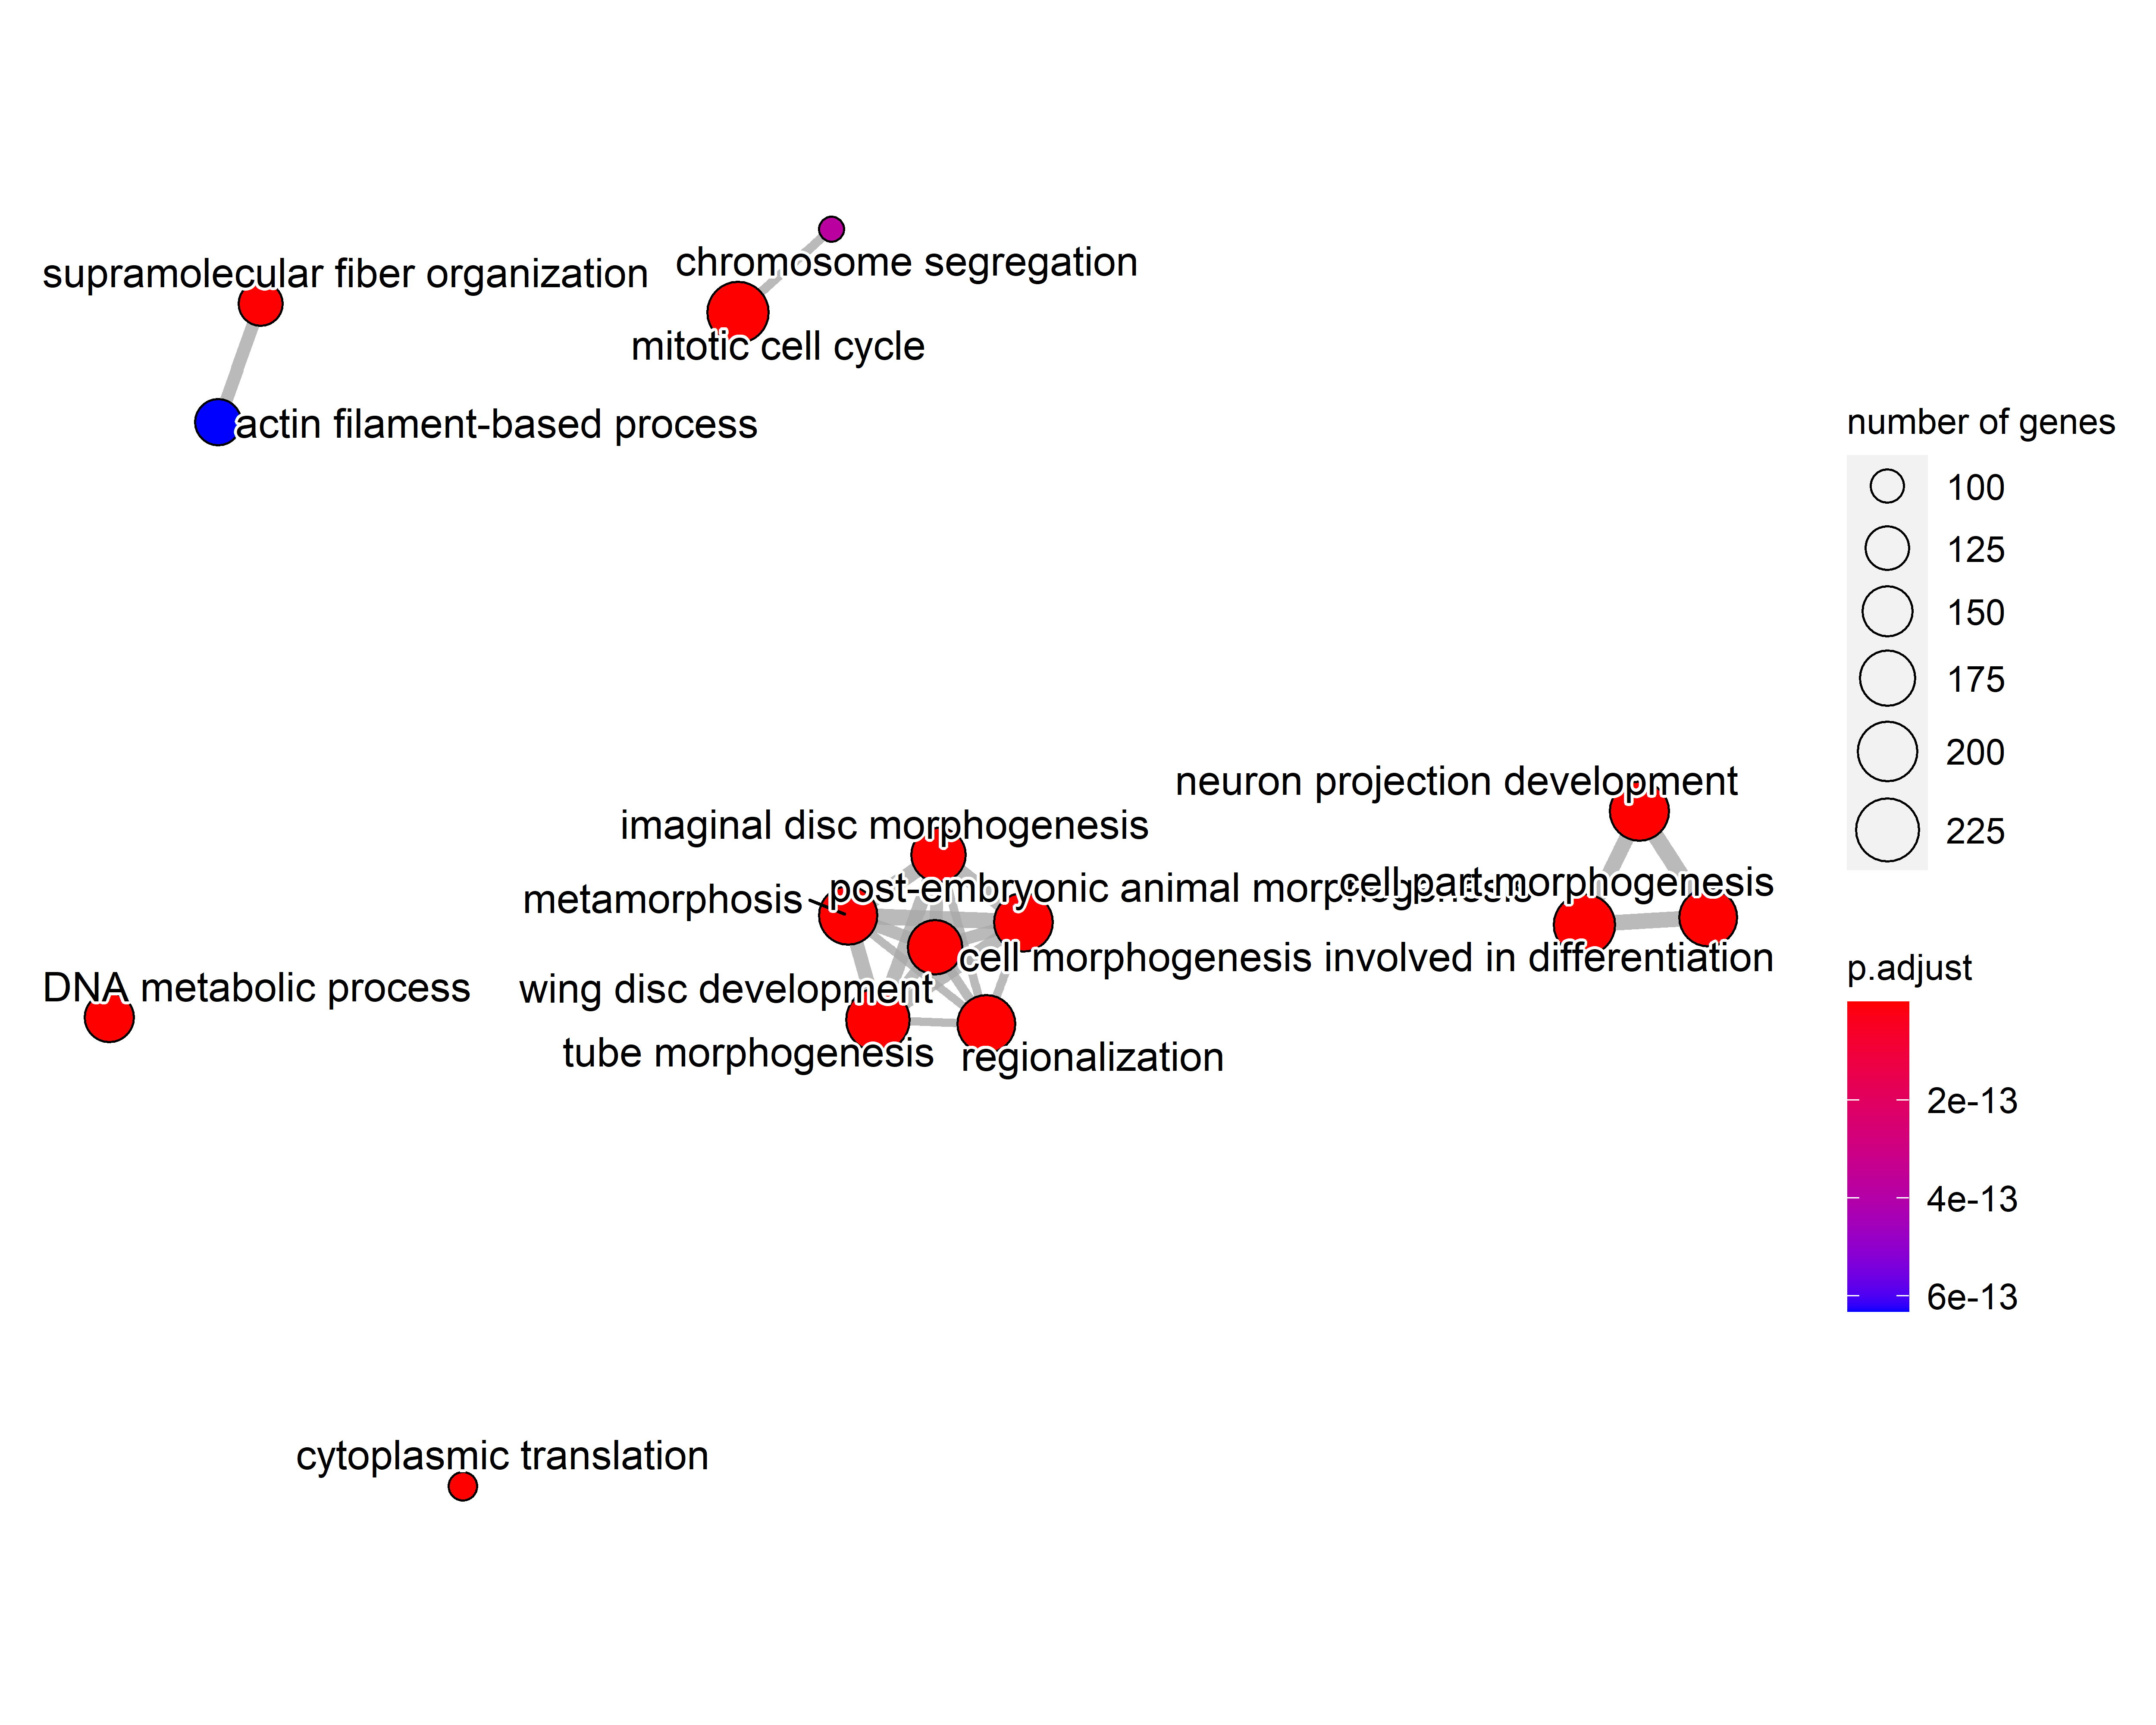 chromosome segregation
supramolecular fiber organization
mitotic cell cycle
actin filament-based process
number of genes
100
125
150
175
200
225
neuron projection development
imaginal disc morphogenesis
cell part morphogenesis
post-embryonic animal morphogenesis
metamorphosis
cell morphogenesis involved in differentiation
DNA metabolic process
wing disc development
tube morphogenesis
regionalization
p.adjust
2e-13
4e-13
6e-13
cytoplasmic translation